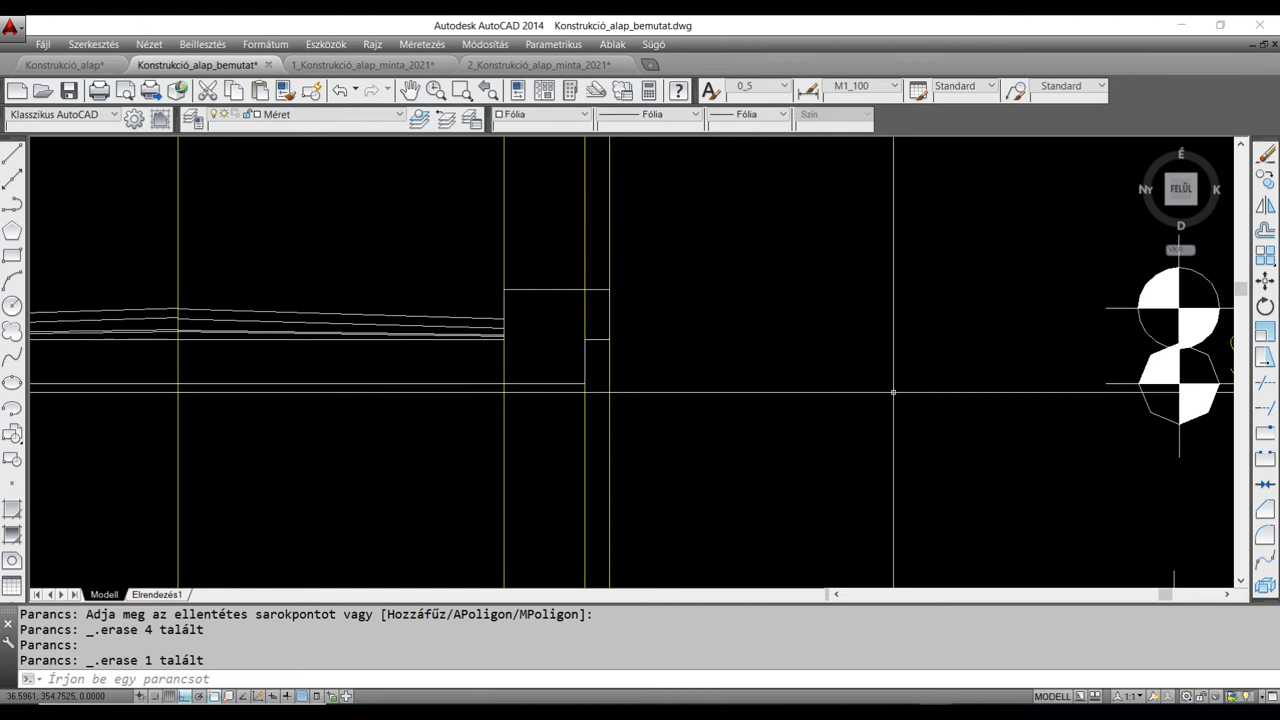 Autodesk AutoCAD 2014 Konstrukció_alap_bemutat.dwg
Fájl Szerkesztés Nézet Beillesztés Formátum Eszközök Rajz Méretezés Módosítás Parametrikus Ablak Súgó
Konstrukció_alap* Konstrukció_alap_bemutat* 1_Konstrukció_alap_minta_2021* 2_Konstrukció_alap_minta_2021*
0_5 M1_100 Standard Standard
Klasszikus AutoCAD Méret Fólia Fólia Fólia Szín
É
NY FELÜL K
D
Modell Elrendezés1
Parancs: Adja meg az ellentétes sarokpontot vagy [Hozzáfűz/APoligon/MPoligon]:
Parancs: _.erase 4 talált
Parancs:
Parancs: _.erase 1 talált
Írjon be egy parancsot
36.5961, 354.7525, 0.0000 MODELL 1:1